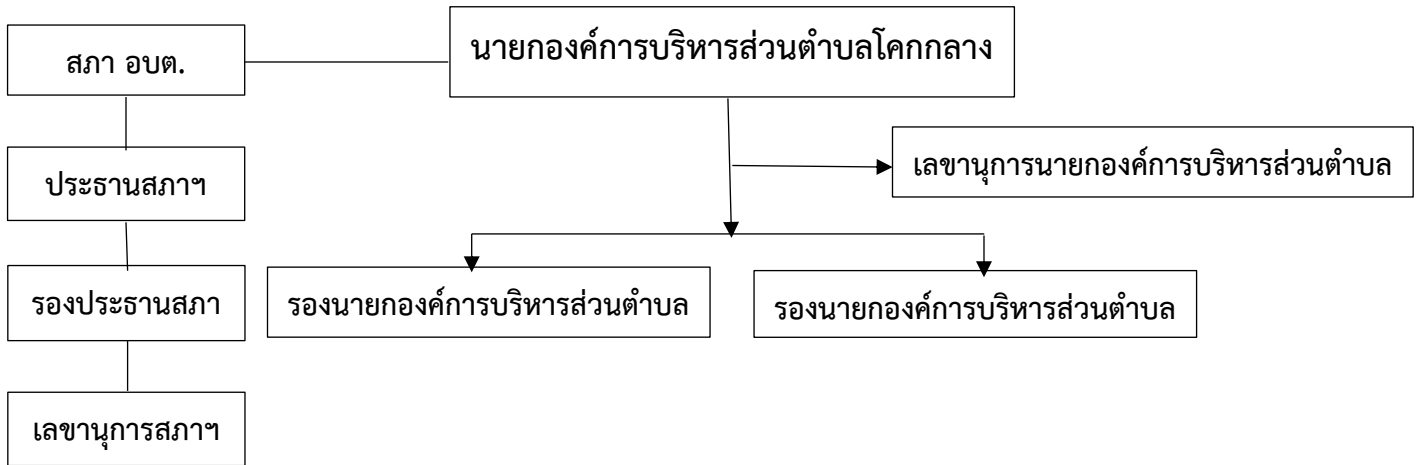 นายกองค์การบริหารส่วนตำบลโคกกลาง
สภา อบต.
เลขานุการนายกองค์การบริหารส่วนตำบล
ประธานสภาฯ
รองประธานสภา
รองนายกองค์การบริหารส่วนตำบล
รองนายกองค์การบริหารส่วนตำบล
เลขานุการสภาฯ